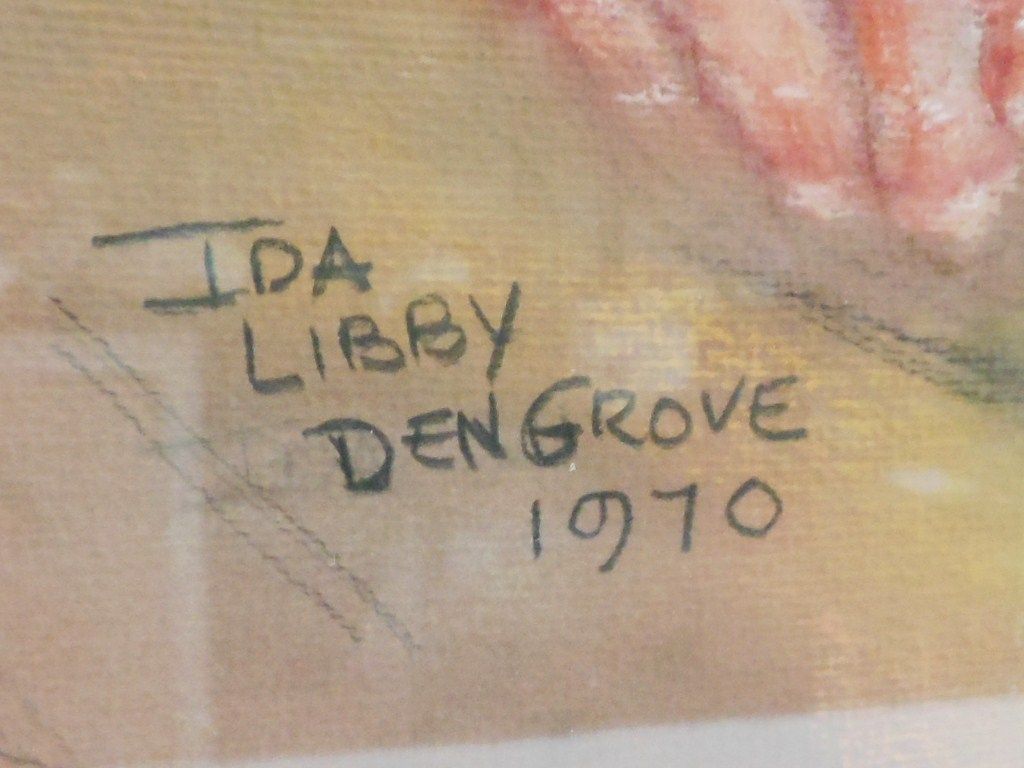 IDA
LIBBY
DENGROVE
1970